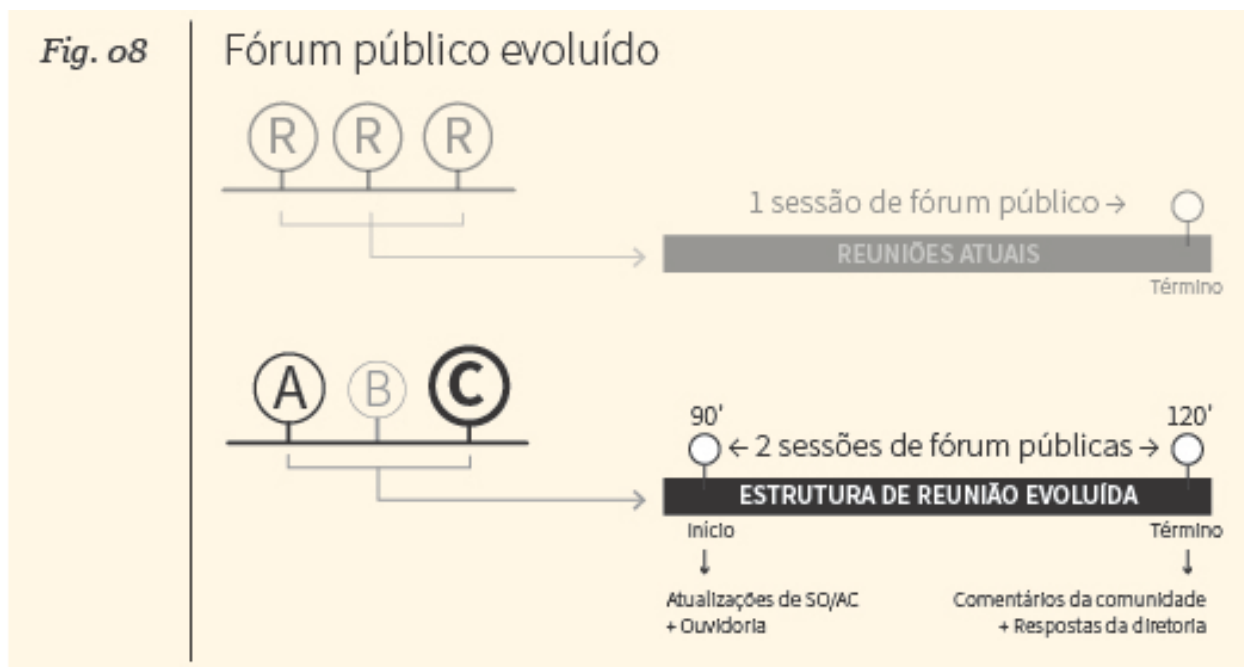 Fig. 08
Fórum público evoluído
R R R
1 sessão de fórum público →
REUNIÕES ATUAIS
Término
A B C
90' 120'
← 2 sessões de fórum públicas →
ESTRUTURA DE REUNIÃO EVOLUÍDA
Início Término
Atualizações de SO/AC
+ Ouvidoria
Comentários da comunidade
+ Respostas da diretoria